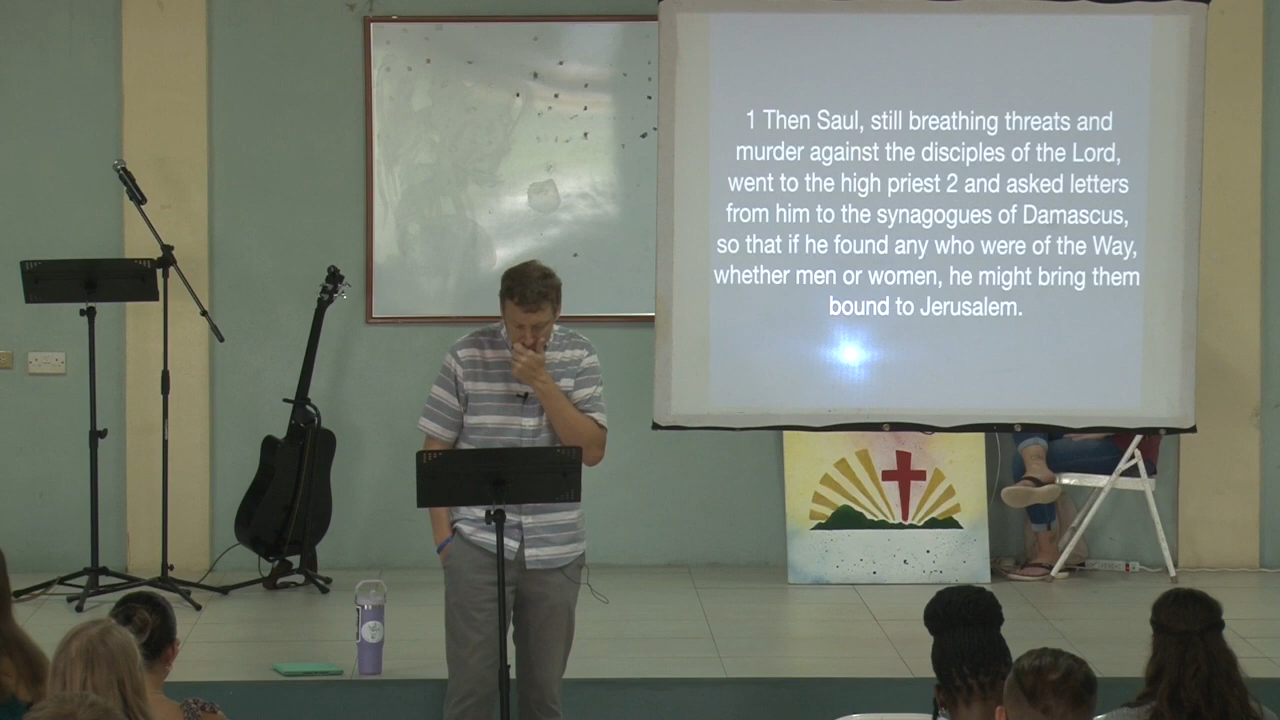 1 Then Saul, still breathing threats and
murder against the disciples of the Lord,
went to the high priest 2 and asked letters
from him to the synagogues of Damascus,
so that if he found any who were of the Way,
whether men or women, he might bring them
bound to Jerusalem.